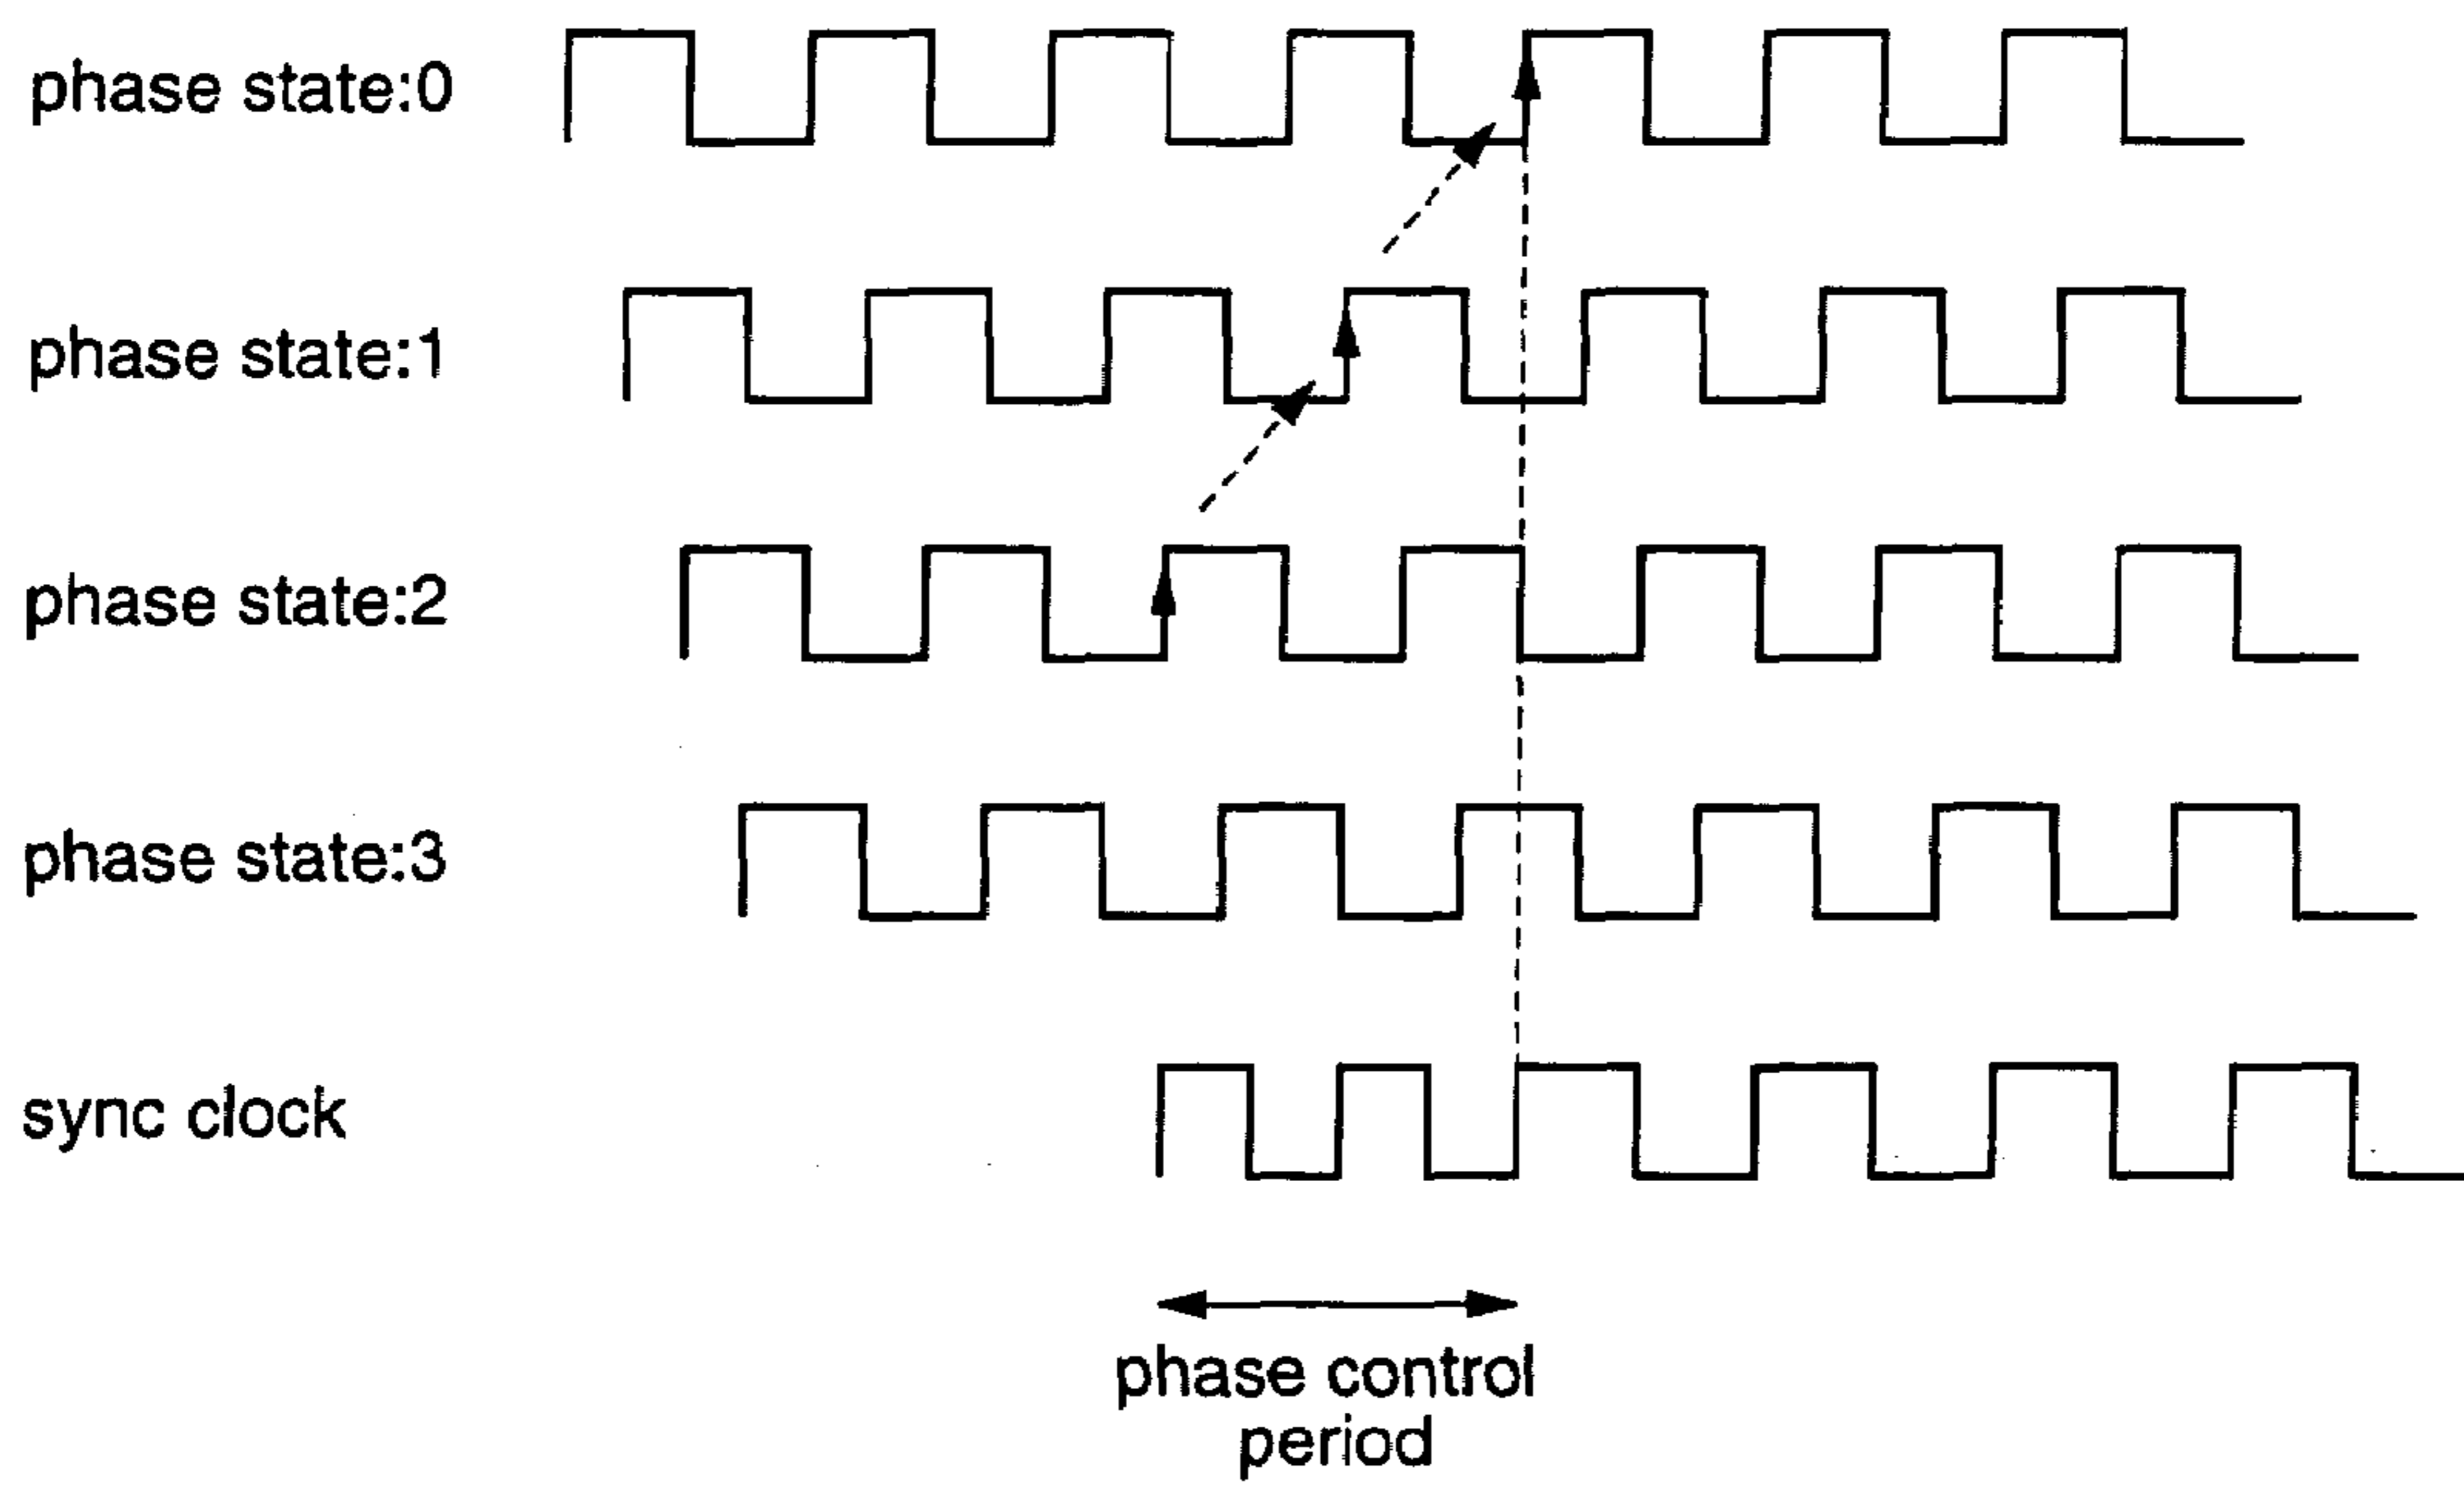 phase state:0
phase state:1
phase state:2
phase state:3
sync clock
phase control
period